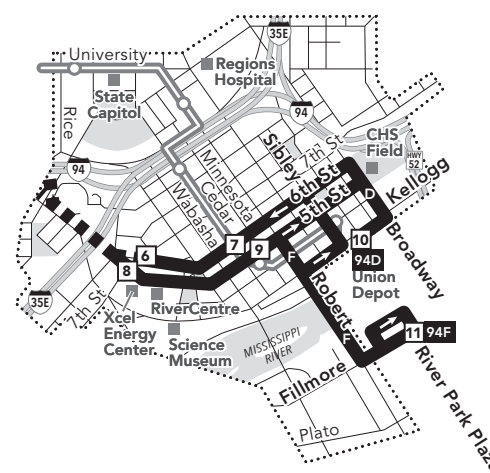 University
35E
Regions
Hospital
State
Capitol
Rice
94
CHS
Field
HWY
52
Sibley
7th St
94
Minnesota
Cedar
Wabasha
6th St
5th St
D
Kellogg
Broadway
6
7
9
8
10
94D
F
Union
Depot
35E
7th St
Xcel
Energy
Center
RiverCentre
Science
Museum
MISSISSIPPI
RIVER
Robert
F
11
94F
Fillmore
River Park Plaz
Plato